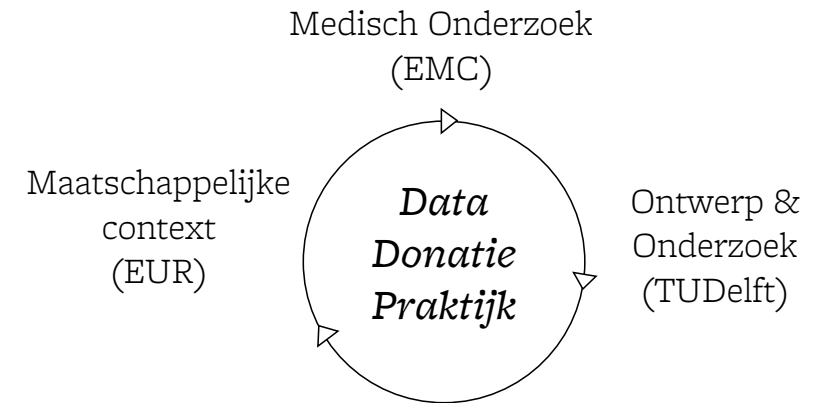 Medisch Onderzoek
(EMC)
Maatschappelijke
context
(EUR)
Data
Donatie
Praktijk
Ontwerp &
Onderzoek
(TUDelft)